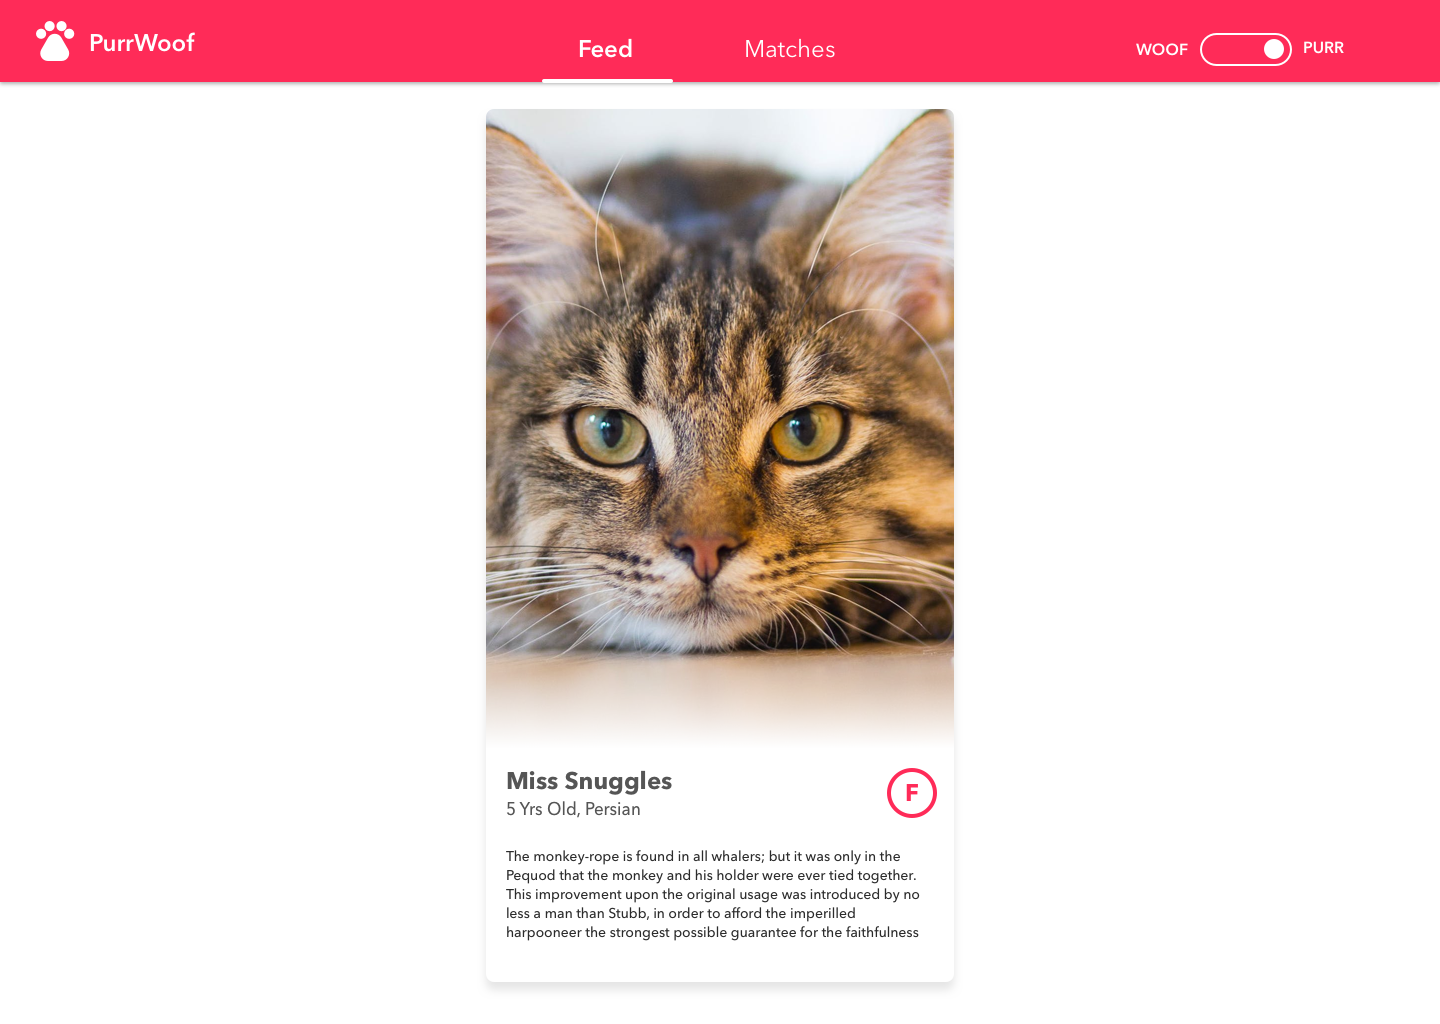 PurrWoof
Feed
Matches
WOOF
PURR
Miss Snuggles
5 Yrs Old, Persian
F
The monkey-rope is found in all whalers; but it was only in the
Pequod that the monkey and his holder were ever tied together.
This improvement upon the original usage was introduced by no
less a man than Stubb, in order to afford the imperilled
harpooneer the strongest possible guarantee for the faithfulness